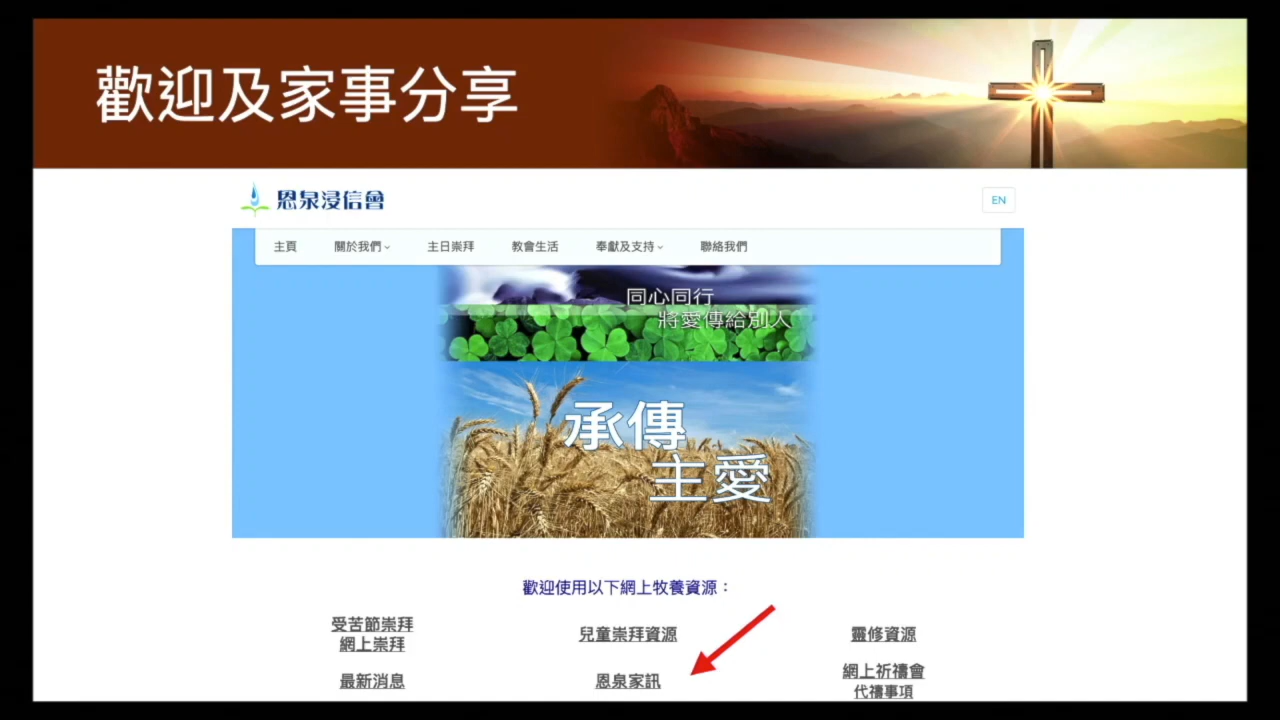 歡迎及家事分享
恩泉浸信會
EN
主頁 關於我們 主日崇拜 教會生活 奉獻及支持 聯絡我們
同心同行
將愛傳給別人
承傳
主愛
歡迎使用以下網上牧養資源：
受苦節崇拜
網上崇拜
兒童崇拜資源
靈修資源
最新消息
恩泉家訊
網上祈禱會
代禱事項